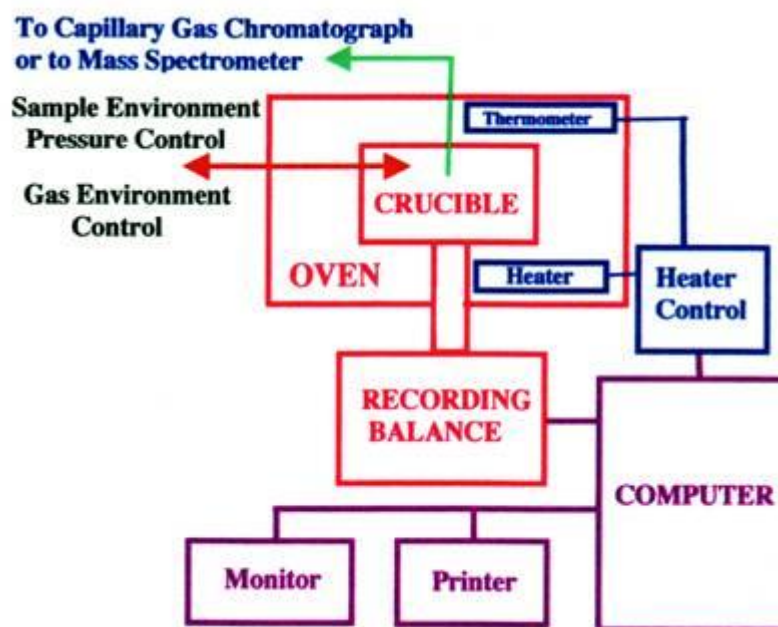 To Capillary Gas Chromatograph
or to Mass Spectrometer
Sample Environment
Pressure Control
Gas Environment
Control
Thermometer
CRUCIBLE
OVEN
Heater
Heater
Control
RECORDING
BALANCE
COMPUTER
Monitor
Printer